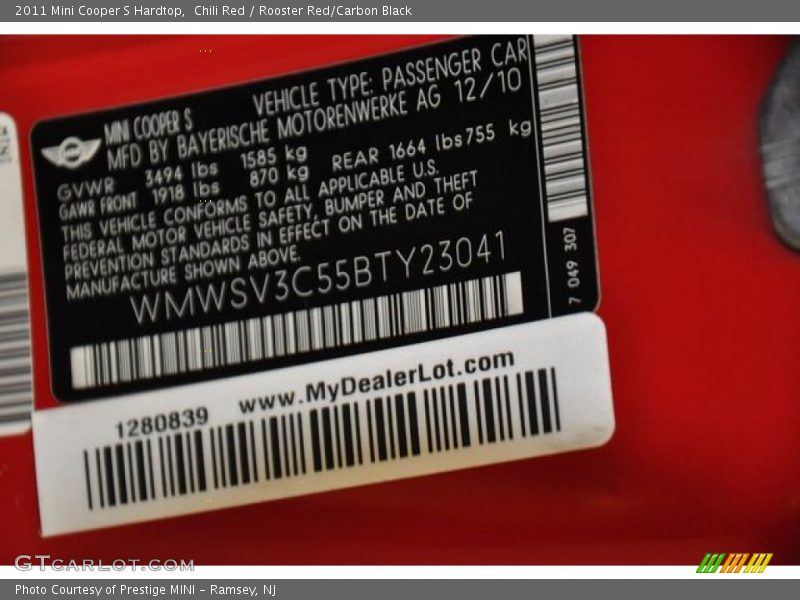 2011 Mini Cooper S Hardtop,  Chili Red / Rooster Red/Carbon Black
MINI
MINI COOPER S VEHICLE TYPE: PASSENGER CAR
MFD BY BAYERISCHE MOTORENWERKE AG 12/10
GVWR 3494 lbs 1585 kg
GAWR FRONT 1918 lbs 870 kg REAR 1664 lbs 755 kg
THIS VEHICLE CONFORMS TO ALL APPLICABLE U.S.
FEDERAL MOTOR VEHICLE SAFETY, BUMPER AND THEFT
PREVENTION STANDARDS IN EFFECT ON THE DATE OF
MANUFACTURE SHOWN ABOVE.
WMWSV3C55BTY23041
7 049 307
1280839 www.MyDealerLot.com
GTcarlot.com
Photo Courtesy of Prestige MINI – Ramsey, NJ